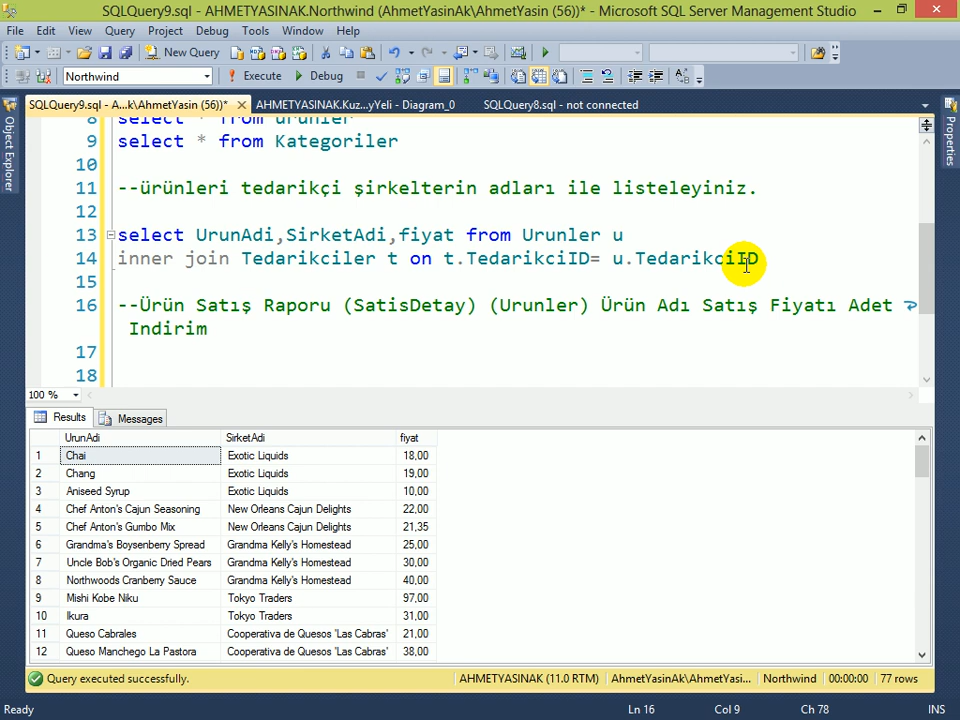 SQLQuery9.sql - AHMETYASINAK.Northwind (AhmetYasinAk\AhmetYasin (56))* - Microsoft SQL Server Management Studio
File Edit View Query Project Debug Tools Window Help
New Query
Northwind Execute Debug
SQLQuery9.sql - A...k\AhmetYasin (56))* AHMETYASINAK.Kuz...yYeli - Diagram_0 SQLQuery8.sql - not connected
Object Explorer
Properties
8 select * from urunler
9 select * from Kategoriler
10
11 --ürünleri tedarikçi şirkelterin adları ile listeleyiniz.
12
13 select UrunAdi,SirketAdi,fiyat from Urunler u
14 inner join Tedarikciler t on t.TedarikciID= u.TedarikciID
15
16 --Ürün Satış Raporu (SatisDetay) (Urunler) Ürün Adı Satış Fiyatı Adet
Indirim
17
18
100 %
Results Messages
UrunAdi SirketAdi fiyat
1 Chai Exotic Liquids 18,00
2 Chang Exotic Liquids 19,00
3 Aniseed Syrup Exotic Liquids 10,00
4 Chef Anton's Cajun Seasoning New Orleans Cajun Delights 22,00
5 Chef Anton's Gumbo Mix New Orleans Cajun Delights 21,35
6 Grandma's Boysenberry Spread Grandma Kelly's Homestead 25,00
7 Uncle Bob's Organic Dried Pears Grandma Kelly's Homestead 30,00
8 Northwoods Cranberry Sauce Grandma Kelly's Homestead 40,00
9 Mishi Kobe Niku Tokyo Traders 97,00
10 Ikura Tokyo Traders 31,00
11 Queso Cabrales Cooperativa de Quesos 'Las Cabras' 21,00
12 Queso Manchego La Pastora Cooperativa de Quesos 'Las Cabras' 38,00
Query executed successfully. AHMETYASINAK (11.0 RTM) AhmetYasinAk\AhmetYasi... Northwind 00:00:00 77 rows
Ready Ln 16 Col 9 Ch 78 INS